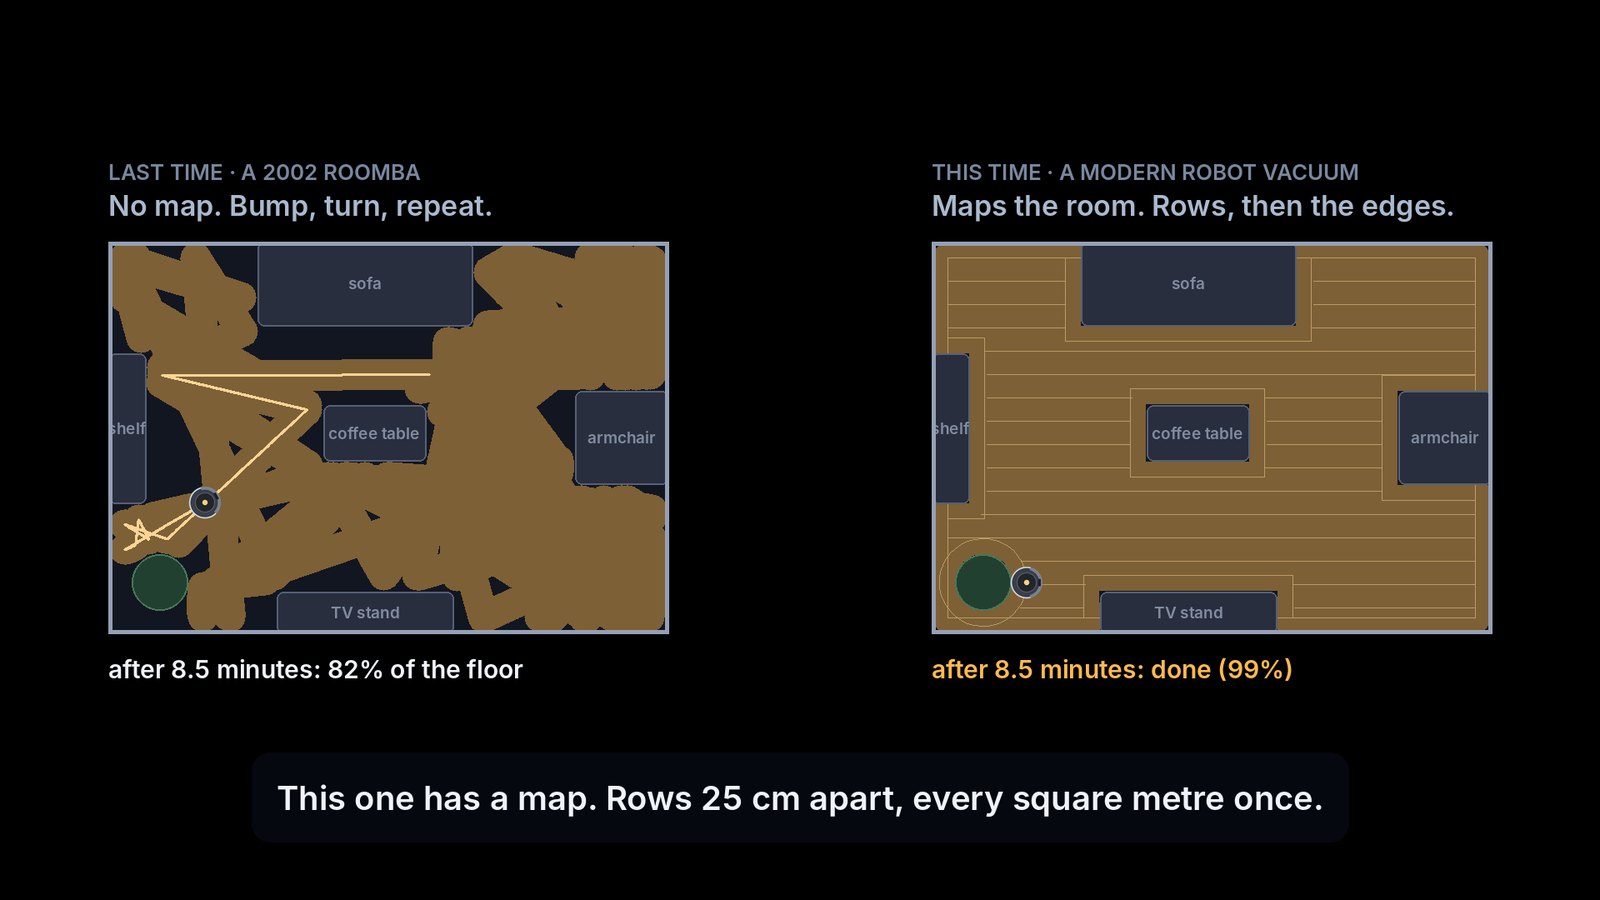 LAST TIME · A 2002 ROOMBA
No map. Bump, turn, repeat.
sofa
shelf
coffee table
armchair
TV stand
after 8.5 minutes: 82% of the floor
THIS TIME · A MODERN ROBOT VACUUM
Maps the room. Rows, then the edges.
sofa
shelf
coffee table
armchair
TV stand
after 8.5 minutes: done (99%)
This one has a map. Rows 25 cm apart, every square metre once.